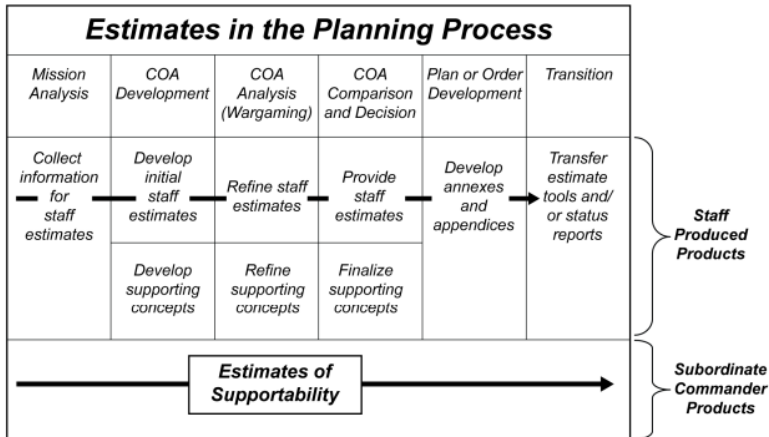 Estimates in the Planning Process
Mission
Analysis
COA
Development
COA
Analysis
(Wargaming)
COA
Comparison
and Decision
Plan or Order
Development
Transition
Collect
information
for
staff
estimates
Develop
initial
staff
estimates
Refine staff
estimates
Provide
staff
estimates
Develop
annexes
and
appendices
Transfer
estimate
tools and/
or status
reports
Staff
Produced
Products
Develop
supporting
concepts
Refine
supporting
concepts
Finalize
supporting
concepts
Estimates of
Supportability
Subordinate
Commander
Products